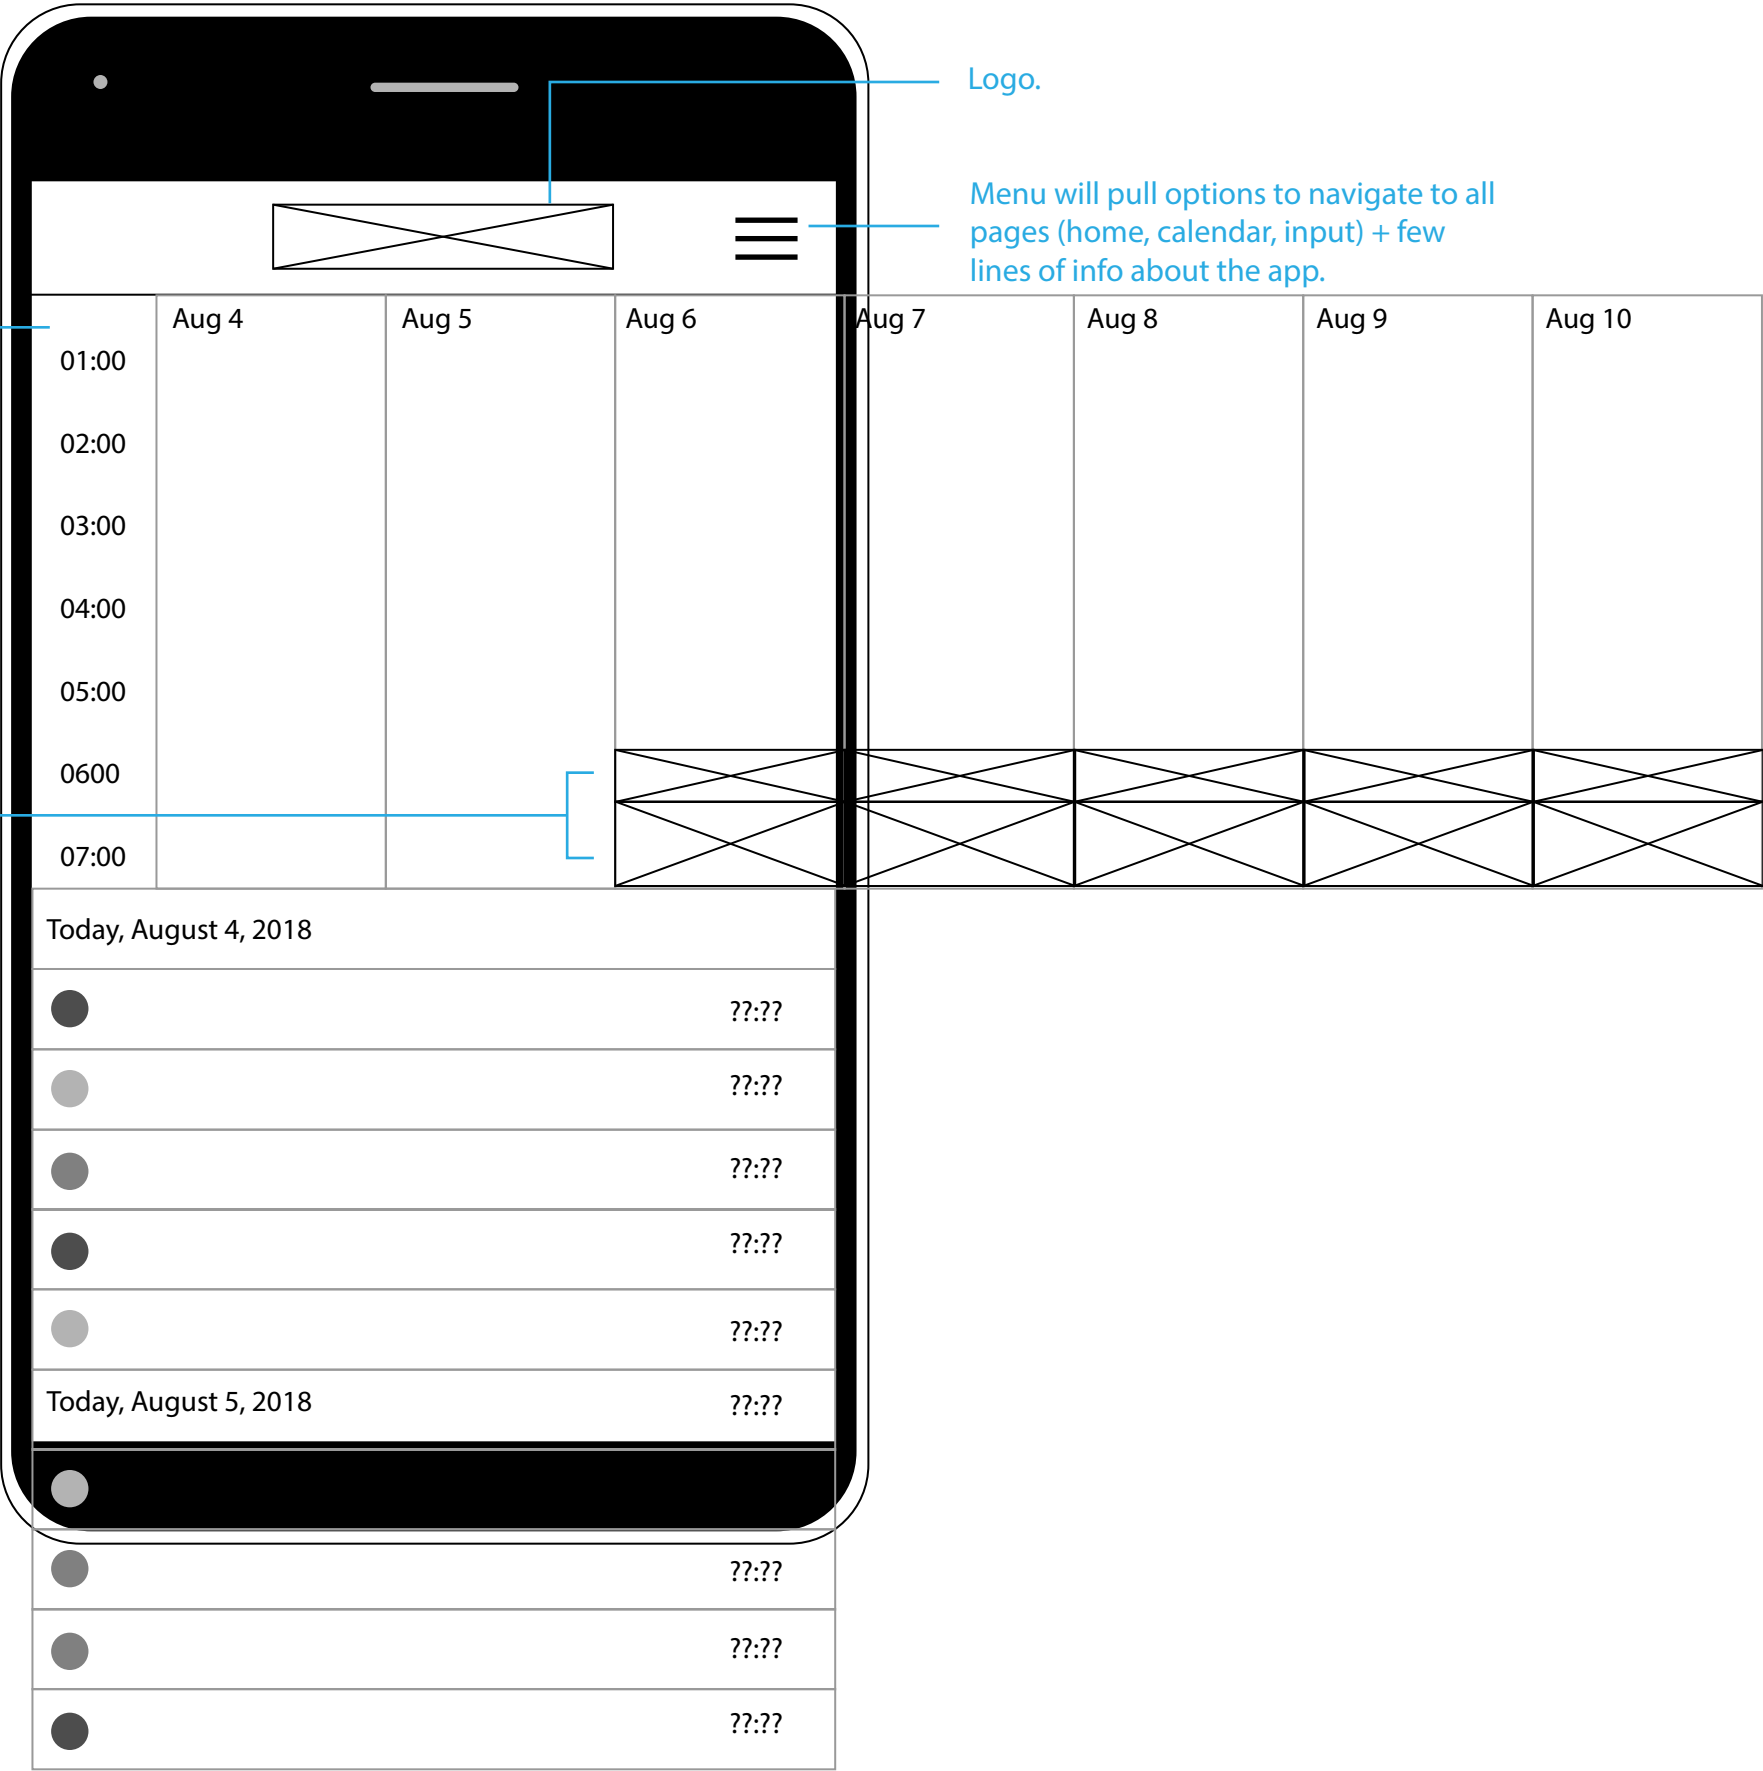 Logo.
Menu will pull options to navigate to all
pages (home, calendar, input) + few
lines of info about the app.
Aug 4 Aug 5 Aug 6 Aug 7 Aug 8 Aug 9 Aug 10
01:00
02:00
03:00
04:00
05:00
0600
07:00
Today, August 4, 2018
??:??
??:??
??:??
??:??
??:??
Today, August 5, 2018 ??:??
??:??
??:??
??:??